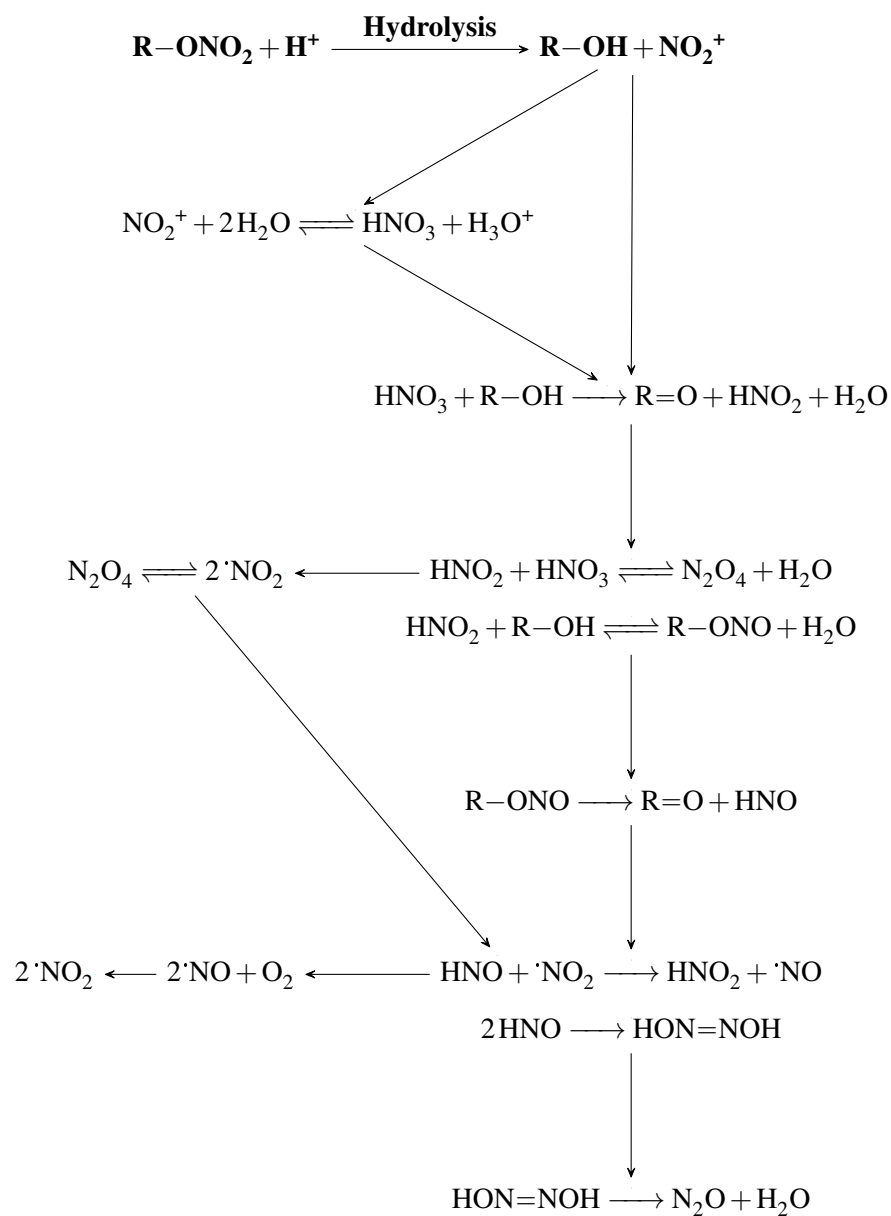 Hydrolysis
R−ONO₂ + H⁺ ⟶ R−OH + NO₂⁺
NO₂⁺ + 2H₂O ⇌ HNO₃ + H₃O⁺
HNO₃ + R−OH ⟶ R=O + HNO₂ + H₂O
N₂O₄ ⇌ 2˙NO₂ ← HNO₂ + HNO₃ ⇌ N₂O₄ + H₂O
HNO₂ + R−OH ⇌ R−ONO + H₂O
R−ONO ⟶ R=O + HNO
2˙NO₂ ← 2˙NO + O₂ ← HNO + ˙NO₂ ⟶ HNO₂ + ˙NO
2HNO ⟶ HON=NOH
HON=NOH ⟶ N₂O + H₂O